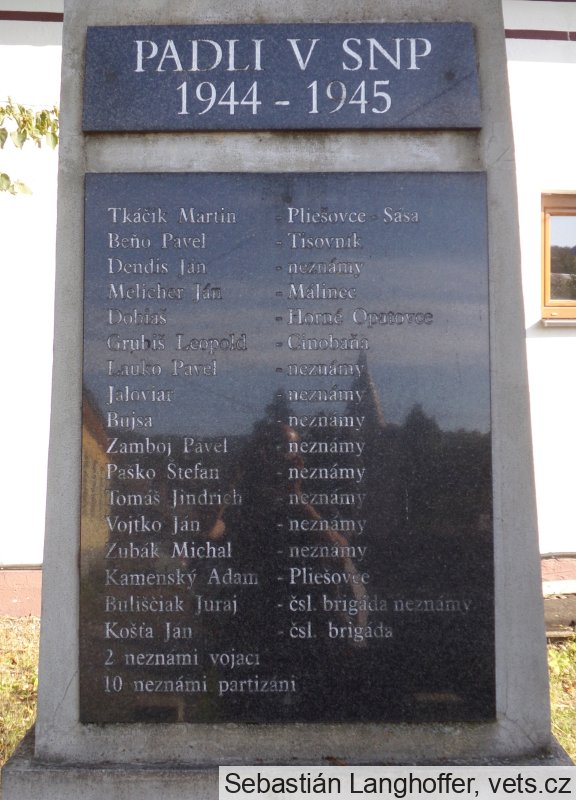 PADLI V SNP
1944 - 1945
Tkáčik Martin - Pliešovce - Sása
Beňo Pavel - Tisovník
Dendis Ján - neznámy
Melicher Ján - Málinec
Dobiaš - Horné Opatovce
Grubiš Leopold - Cinobaňa
Lauko Pavel - neznámy
Jaloviar - neznámy
Bujsa - neznámy
Zamboj Pavel - neznámy
Paško Štefan - neznámy
Tomáš Jindrich - neznámy
Vojtko Ján - neznámy
Zubák Michal - neznámy
Kamenský Adam - Pliešovce
Buliščiak Juraj - čsl. brigáda neznámy
Košťa Ján - čsl. brigáda
2 neznámi vojaci
10 neznámi partizáni
Sebastián Langhoffer, vets.cz